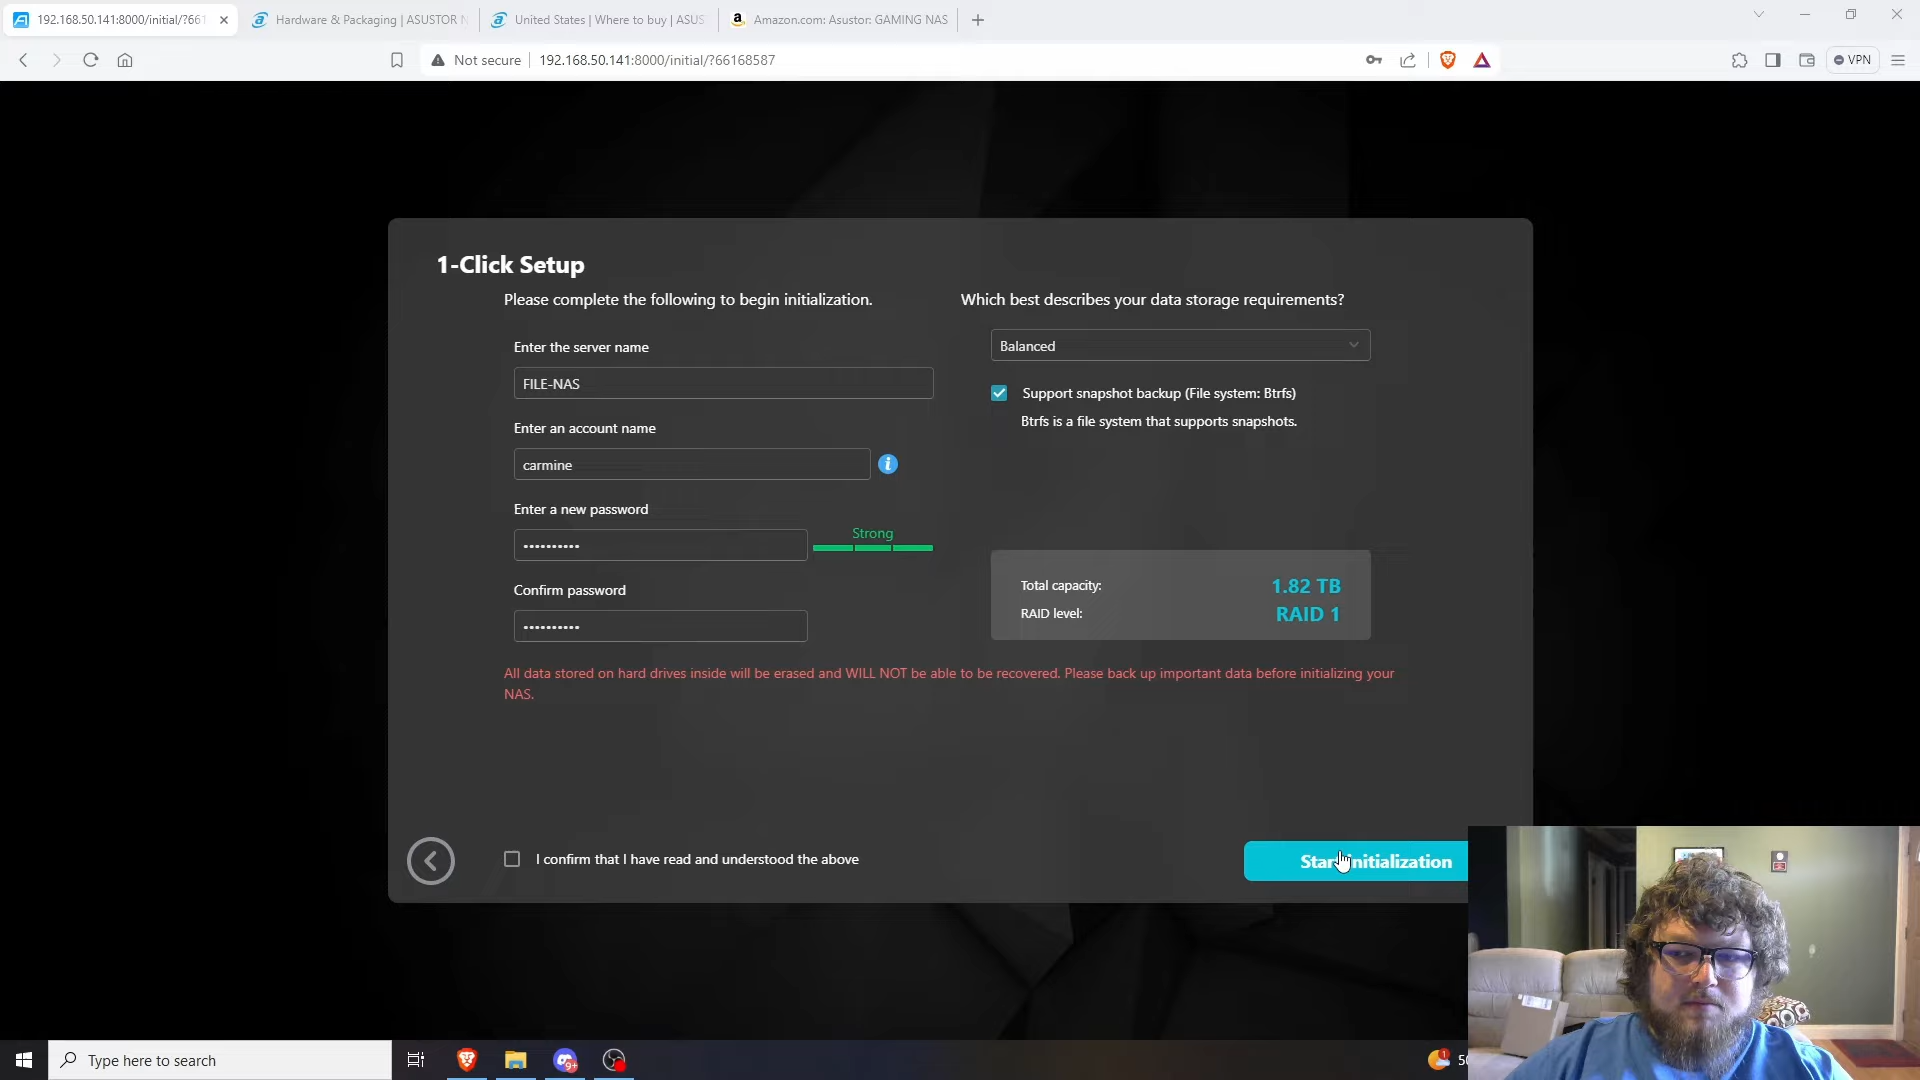 192.168.50.141:8000/initial/?661
Hardware & Packaging | ASUSTOR N
United States | Where to buy | ASUS
Amazon.com: Asustor: GAMING NAS
Not secure
192.168.50.141:8000/initial/?66168587
VPN
1-Click Setup
Please complete the following to begin initialization.
Which best describes your data storage requirements?
Enter the server name
Balanced
FILE-NAS
Support snapshot backup (File system: Btrfs)
Btrfs is a file system that supports snapshots.
Enter an account name
carmine
Enter a new password
Strong
••••••••••
Confirm password
••••••••••
Total capacity: 1.82 TB
RAID level: RAID 1
All data stored on hard drives inside will be erased and WILL NOT be able to be recovered. Please back up important data before initializing your
NAS.
I confirm that I have read and understood the above
Start Initialization
Type here to search
9+
1